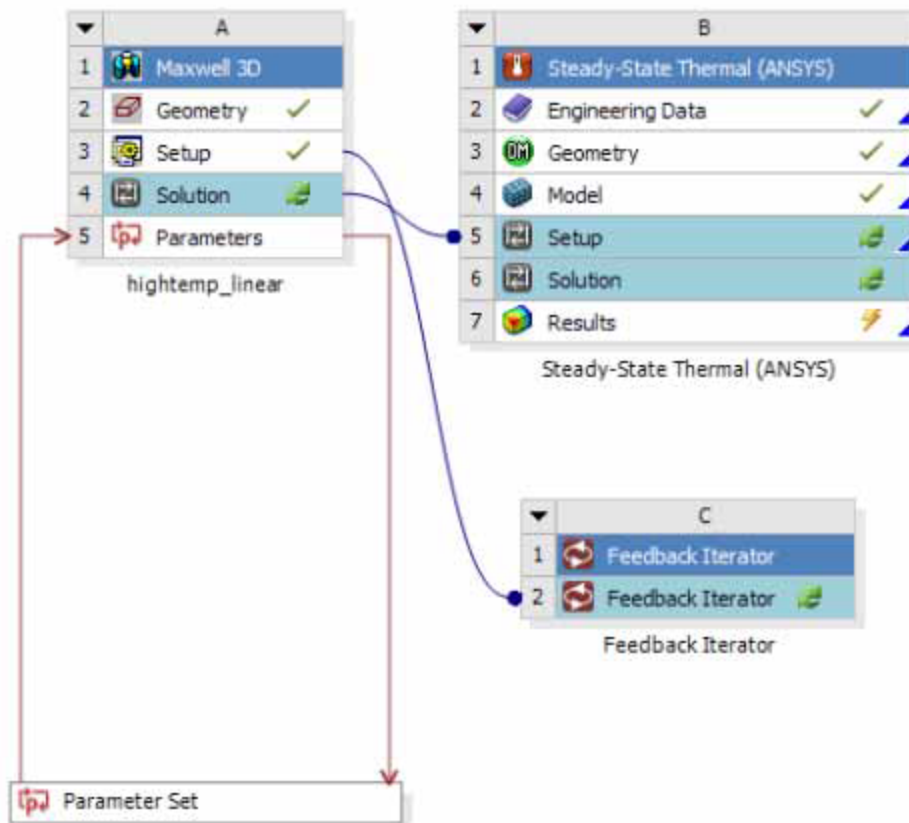 A
1 Maxwell 3D
2 Geometry
3 Setup
4 Solution
5 Parameters
hightemp_linear
B
1 Steady-State Thermal (ANSYS)
2 Engineering Data
3 Geometry
4 Model
5 Setup
6 Solution
7 Results
Steady-State Thermal (ANSYS)
C
1 Feedback Iterator
2 Feedback Iterator
Feedback Iterator
Parameter Set